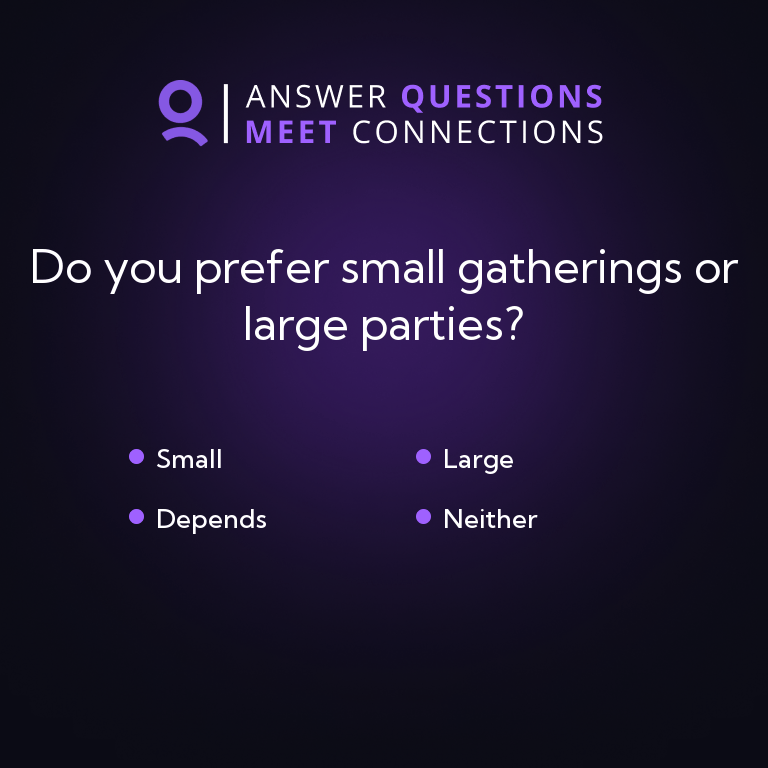 ANSWER QUESTIONS
MEET CONNECTIONS
Do you prefer small gatherings or
large parties?
Small
Large
Depends
Neither